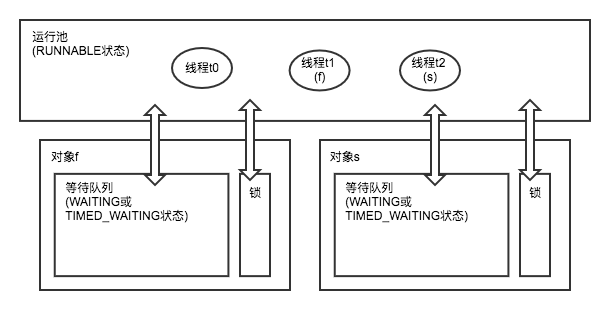 运行池
(RUNNABLE状态)
线程t0
线程t1
(f)
线程t2
(s)
对象f
等待队列
(WAITING或
TIMED_WAITING状态)
锁
对象s
等待队列
(WAITING或
TIMED_WAITING状态)
锁